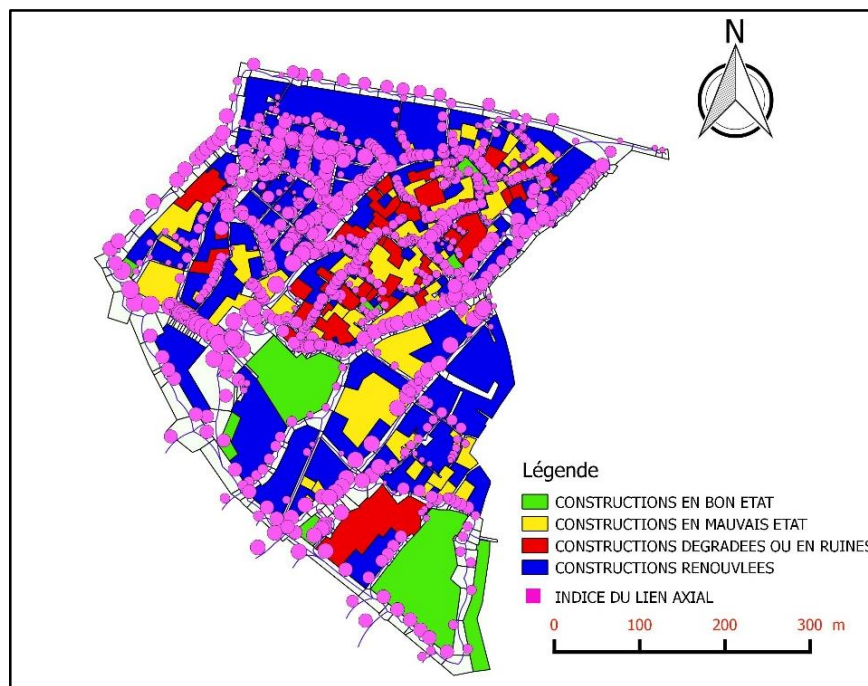 N
Légende
CONSTRUCTIONS EN BON ETAT
CONSTRUCTIONS EN MAUVAIS ETAT
CONSTRUCTIONS DEGRADEES OU EN RUINES
CONSTRUCTIONS RENOUVLEES
INDICE DU LIEN AXIAL
0 100 200 300 m